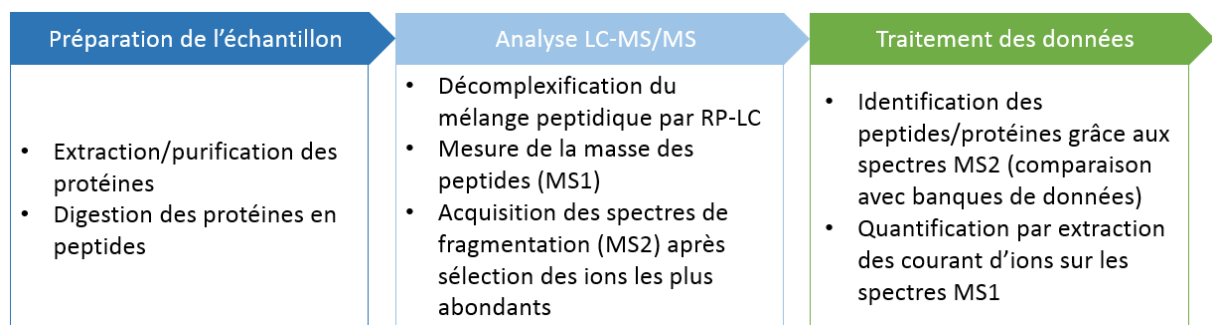 Préparation de l'échantillon
• Extraction/purification des
protéines
• Digestion des protéines en
peptides
Analyse LC-MS/MS
• Décomplexification du
mélange peptidique par RP-LC
• Mesure de la masse des
peptides (MS1)
• Acquisition des spectres de
fragmentation (MS2) après
sélection des ions les plus
abondants
Traitement des données
• Identification des
peptides/protéines grâce aux
spectres MS2 (comparaison
avec banques de données)
• Quantification par extraction
des courant d'ions sur les
spectres MS1